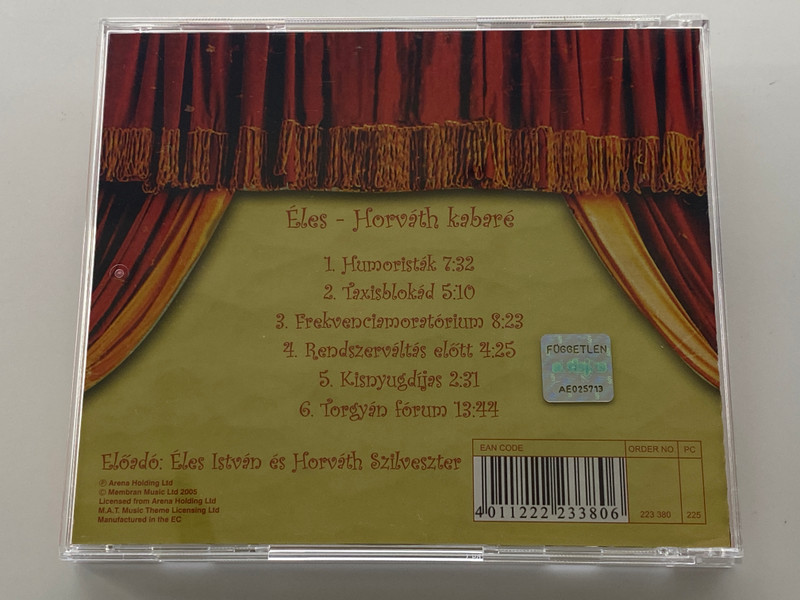 Éles - Horváth kabaré
1. Humoristák 7:32
2. Taxisblokád 5:10
3. Frekvenciamoratórium 8:23
4. Rendszerváltás előtt 4:25
5. Kisnyugdíjas 2:31
6. Torgyán fórum 13:44
FÜGGETLEN
AE025713
Előadó: Éles István és Horváth Szilveszter
EAN CODE
ORDER NO
PC
4 011222 233806
223 380
225
℗ Arena Holding Ltd
© Membran Music Ltd 2005
Licensed from Arena Holding Ltd
M.A.T. Music Theme Licensing Ltd
Manufactured in the EC